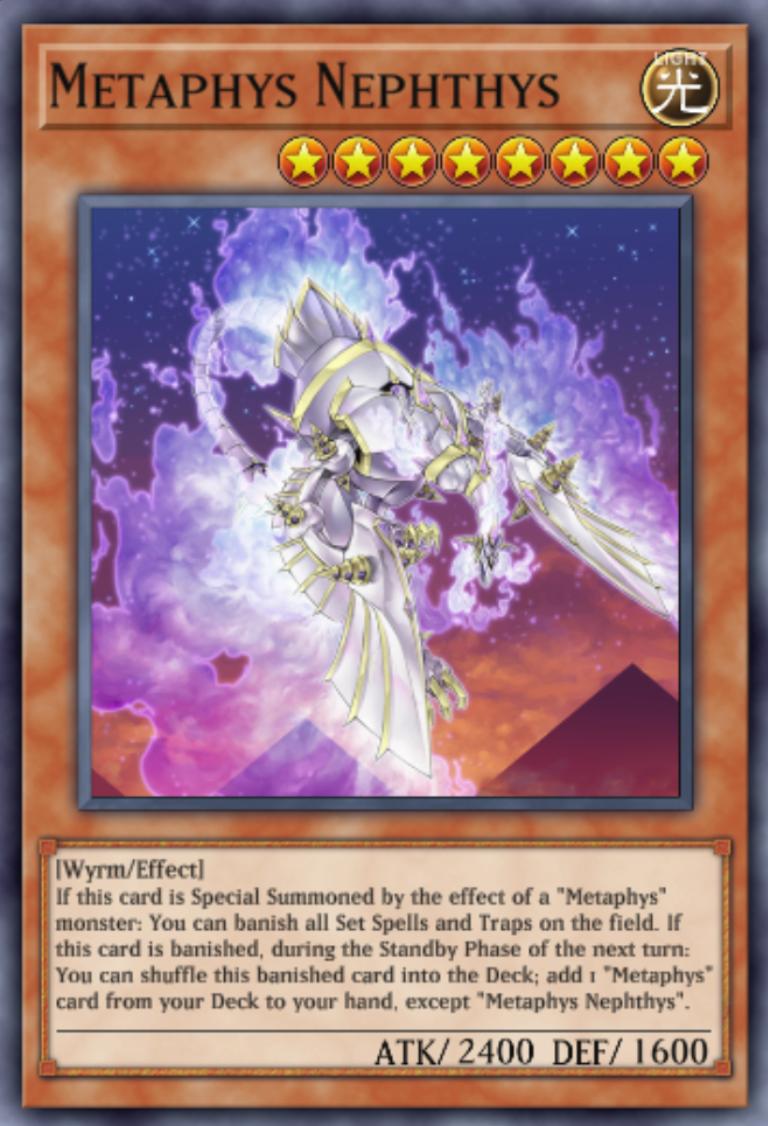 METAPHYS NEPHTHYS
LIGHT
光
[Wyrm/Effect]
If this card is Special Summoned by the effect of a "Metaphys"
monster: You can banish all Set Spells and Traps on the field. If
this card is banished, during the Standby Phase of the next turn:
You can shuffle this banished card into the Deck; add 1 "Metaphys"
card from your Deck to your hand, except "Metaphys Nephthys".
ATK/ 2400 DEF/ 1600